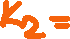 K₂ =